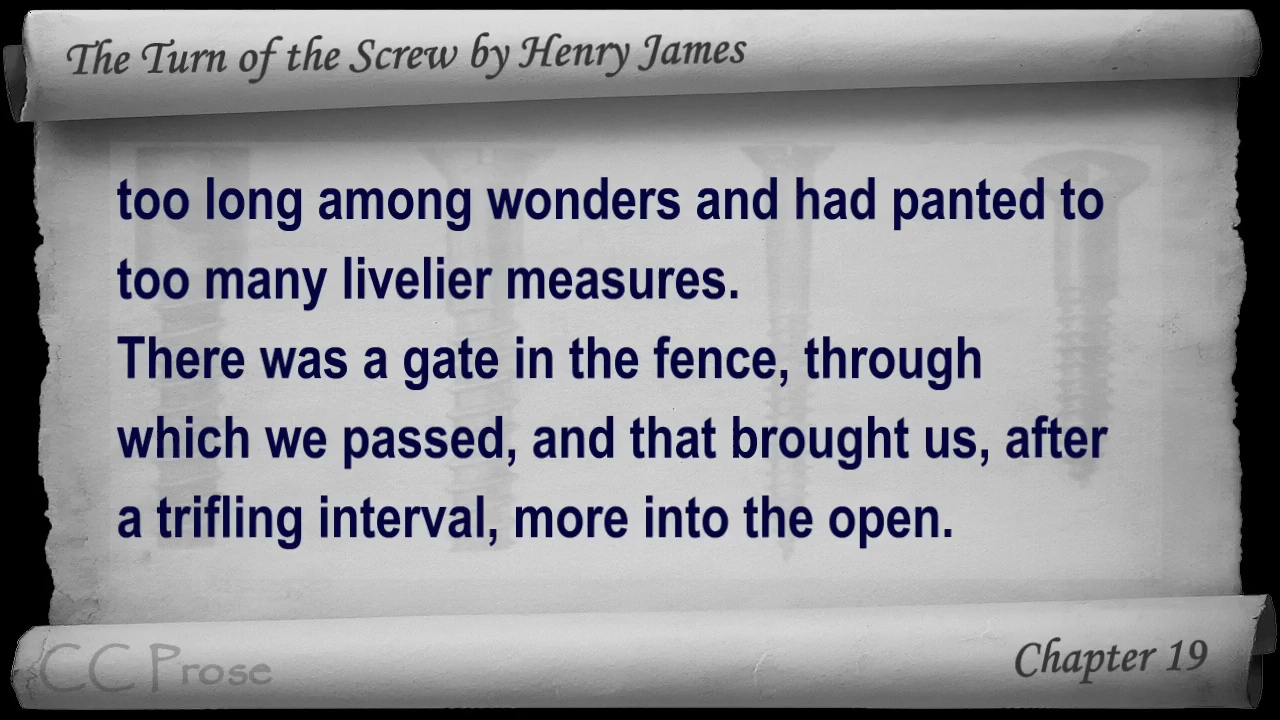 The Turn of the Screw by Henry James
too long among wonders and had panted to
too many livelier measures.
There was a gate in the fence, through
which we passed, and that brought us, after
a trifling interval, more into the open.
CC Prose
Chapter 19